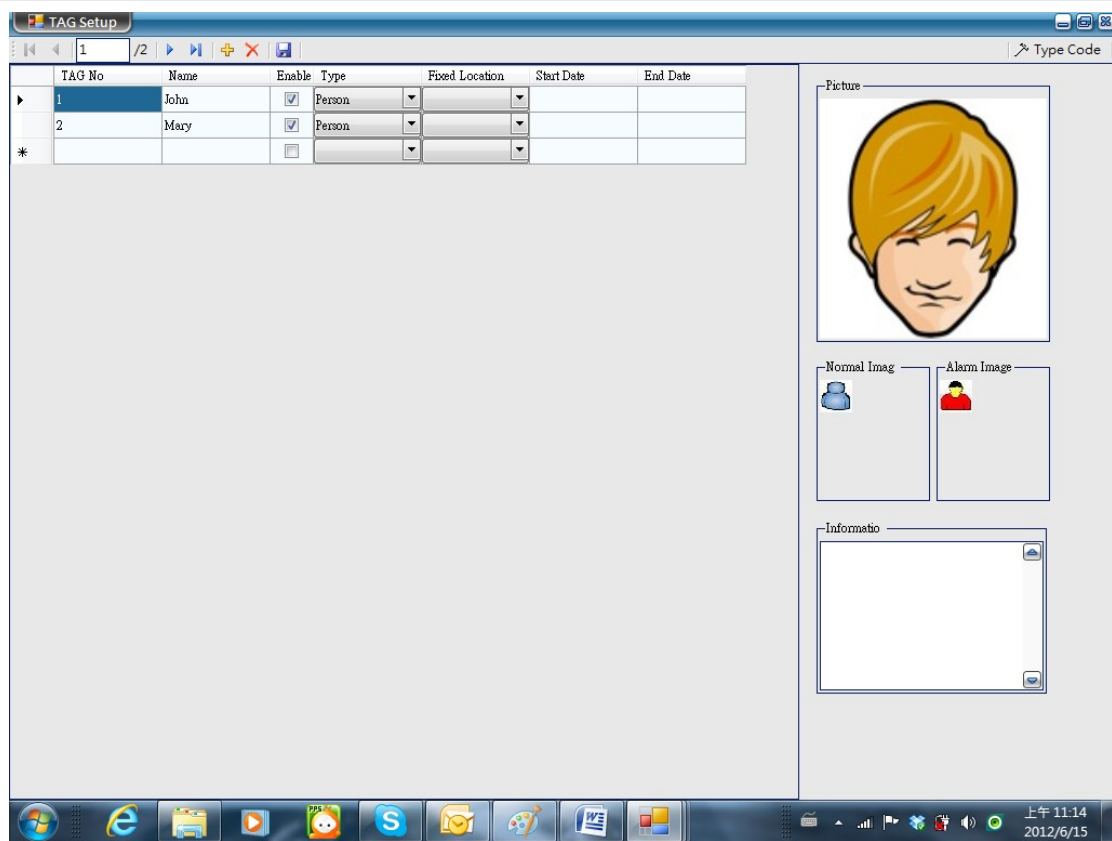 TAG Setup
1 /2 Type Code
TAG No Name Enable Type Fixed Location Start Date End Date
1 John Person
2 Mary Person
Picture
Normal Imag Alarm Image
Informatio
PPS
上午 11:14
2012/6/15